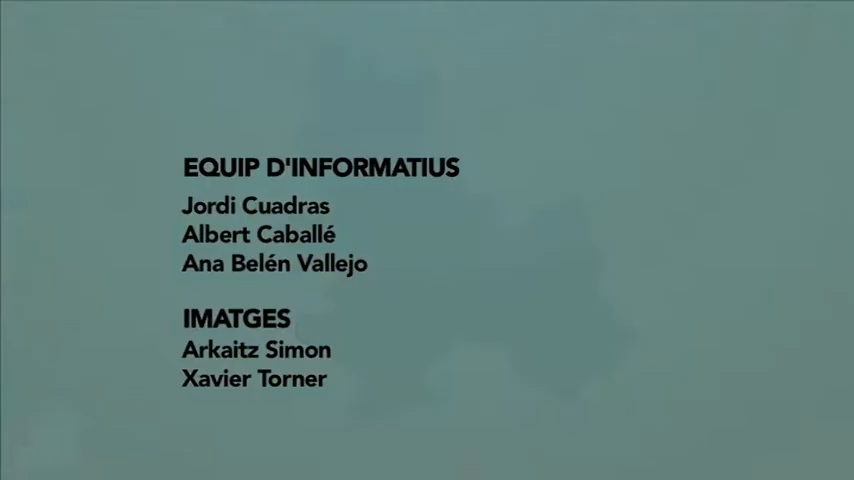 EQUIP D'INFORMATIUS
Jordi Cuadras
Albert Caballé
Ana Belén Vallejo
IMATGES
Arkaitz Simon
Xavier Torner